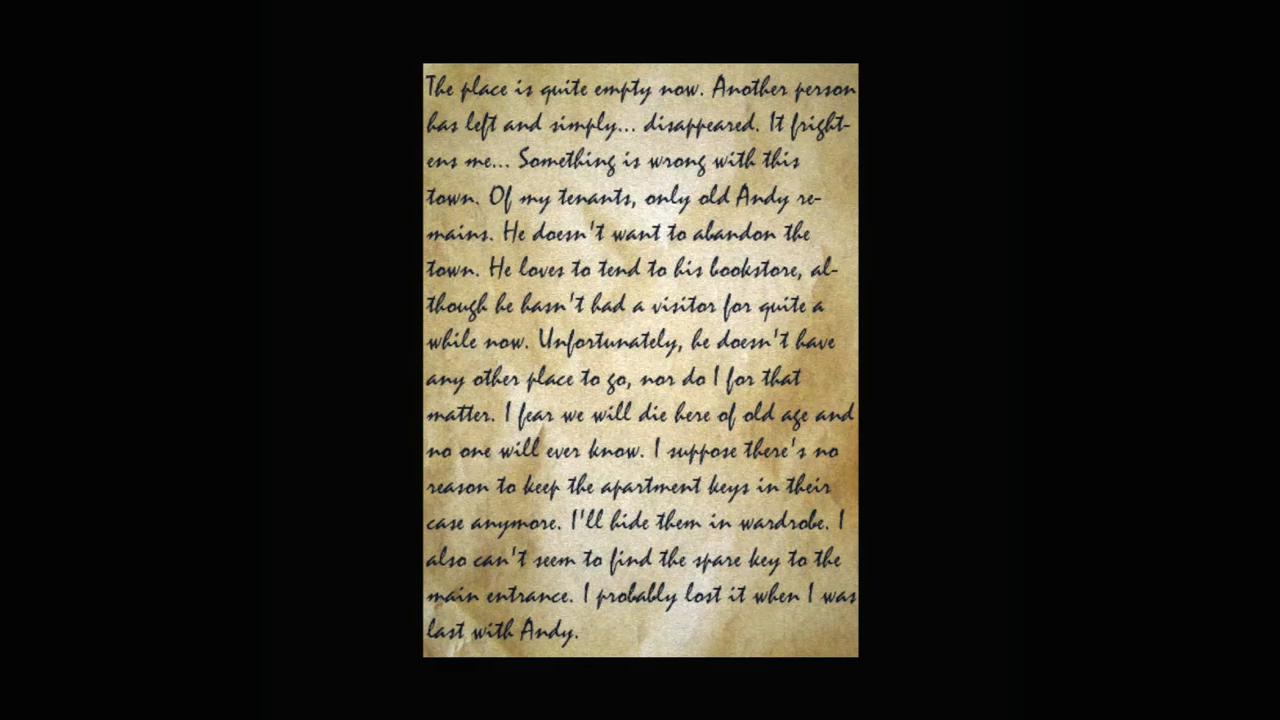 The place is quite empty now. Another person
has left and simply... disappeared. It fright-
ens me... Something is wrong with this
town. Of my tenants, only old Andy re-
mains. He doesn't want to abandon the
town. He loves to tend to his bookstore, al-
though he hasn't had a visitor for quite a
while now. Unfortunately, he doesn't have
any other place to go, nor do I for that
matter. I fear we will die here of old age and
no one will ever know. I suppose there's no
reason to keep the apartment keys in their
case anymore. I'll hide them in wardrobe. I
also can't seem to find the spare key to the
main entrance. I probably lost it when I was
last with Andy.